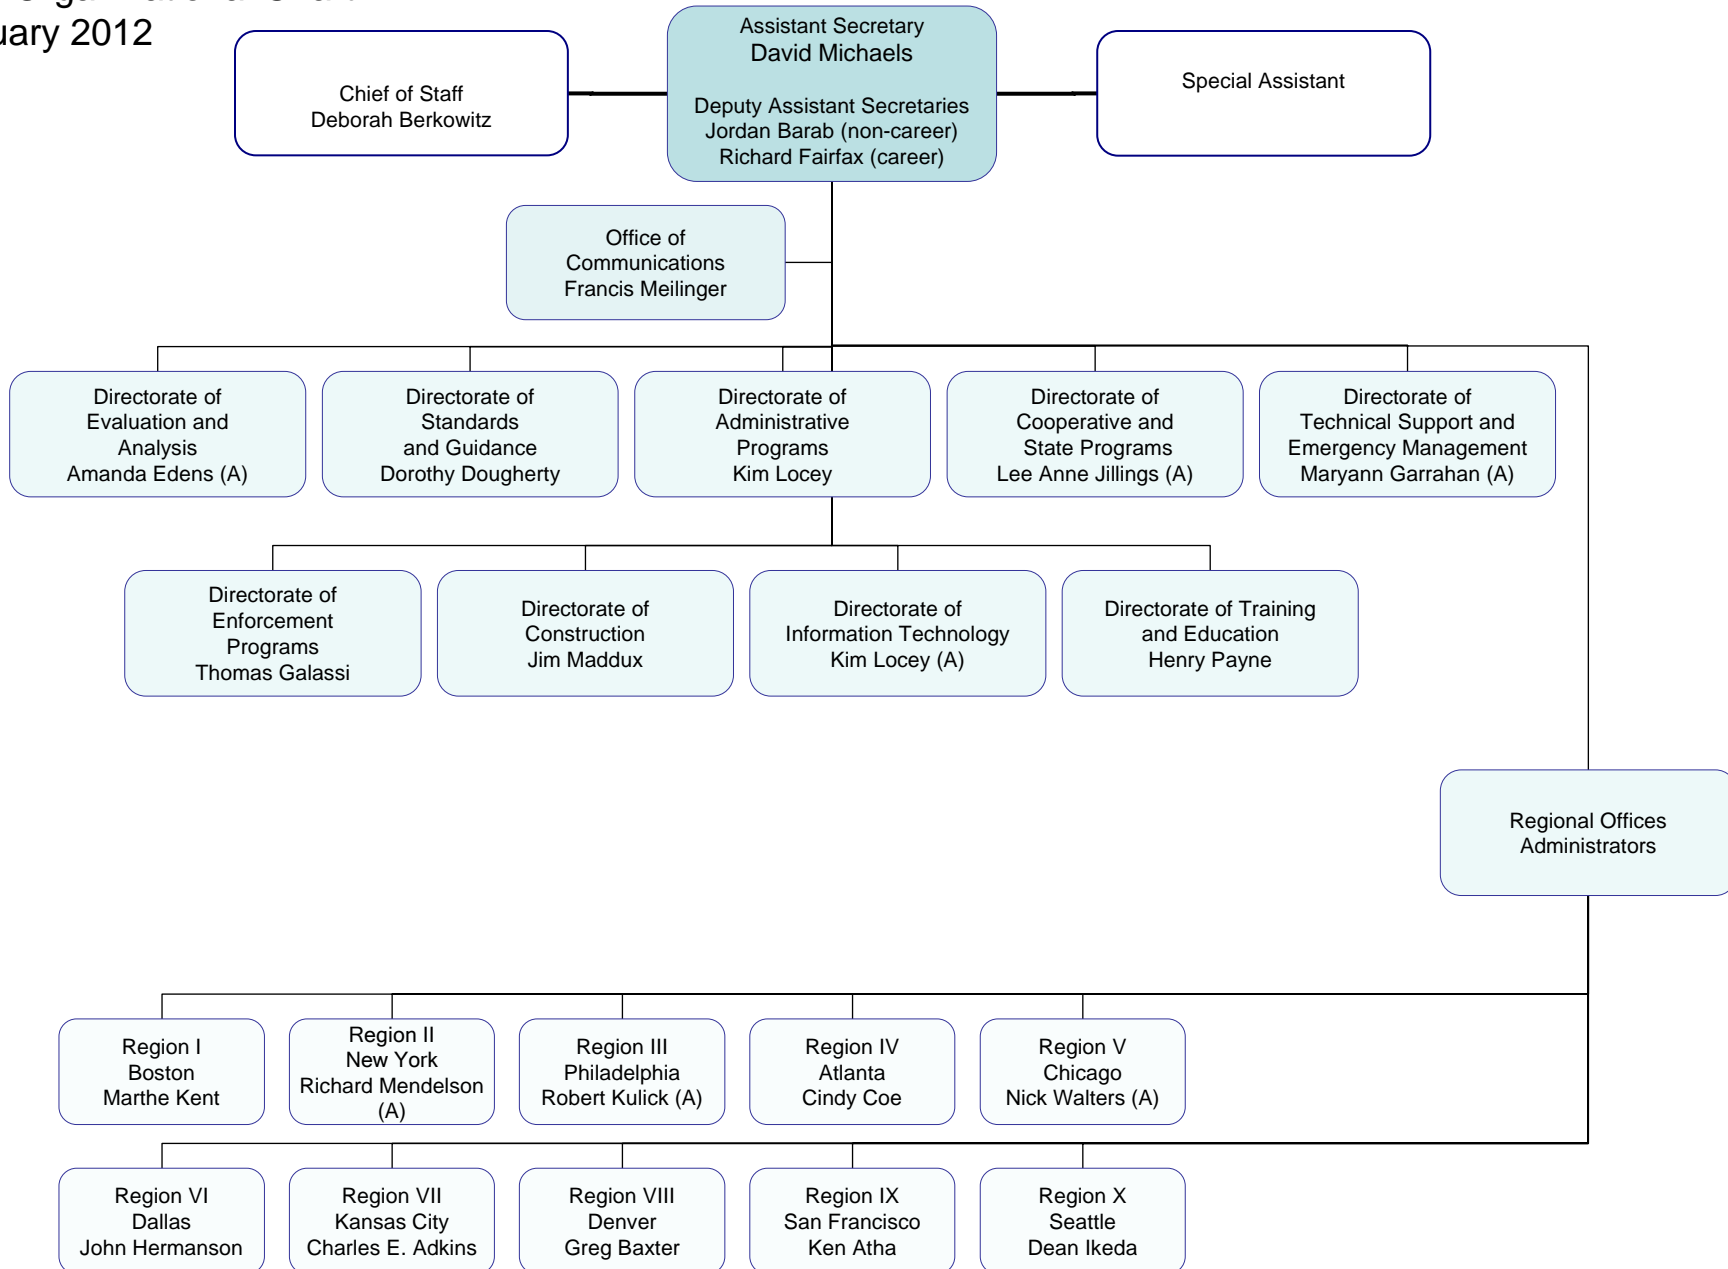 uary 2012
Assistant Secretary
David Michaels
Deputy Assistant Secretaries
Jordan Barab (non-career)
Richard Fairfax (career)
Chief of Staff
Deborah Berkowitz
Special Assistant
Office of
Communications
Francis Meilinger
Directorate of
Evaluation and
Analysis
Amanda Edens (A)
Directorate of
Standards
and Guidance
Dorothy Dougherty
Directorate of
Administrative
Programs
Kim Locey
Directorate of
Cooperative and
State Programs
Lee Anne Jillings (A)
Directorate of
Technical Support and
Emergency Management
Maryann Garrahan (A)
Directorate of
Enforcement
Programs
Thomas Galassi
Directorate of
Construction
Jim Maddux
Directorate of
Information Technology
Kim Locey (A)
Directorate of Training
and Education
Henry Payne
Regional Offices
Administrators
Region I
Boston
Marthe Kent
Region II
New York
Richard Mendelson
(A)
Region III
Philadelphia
Robert Kulick (A)
Region IV
Atlanta
Cindy Coe
Region V
Chicago
Nick Walters (A)
Region VI
Dallas
John Hermanson
Region VII
Kansas City
Charles E. Adkins
Region VIII
Denver
Greg Baxter
Region IX
San Francisco
Ken Atha
Region X
Seattle
Dean Ikeda